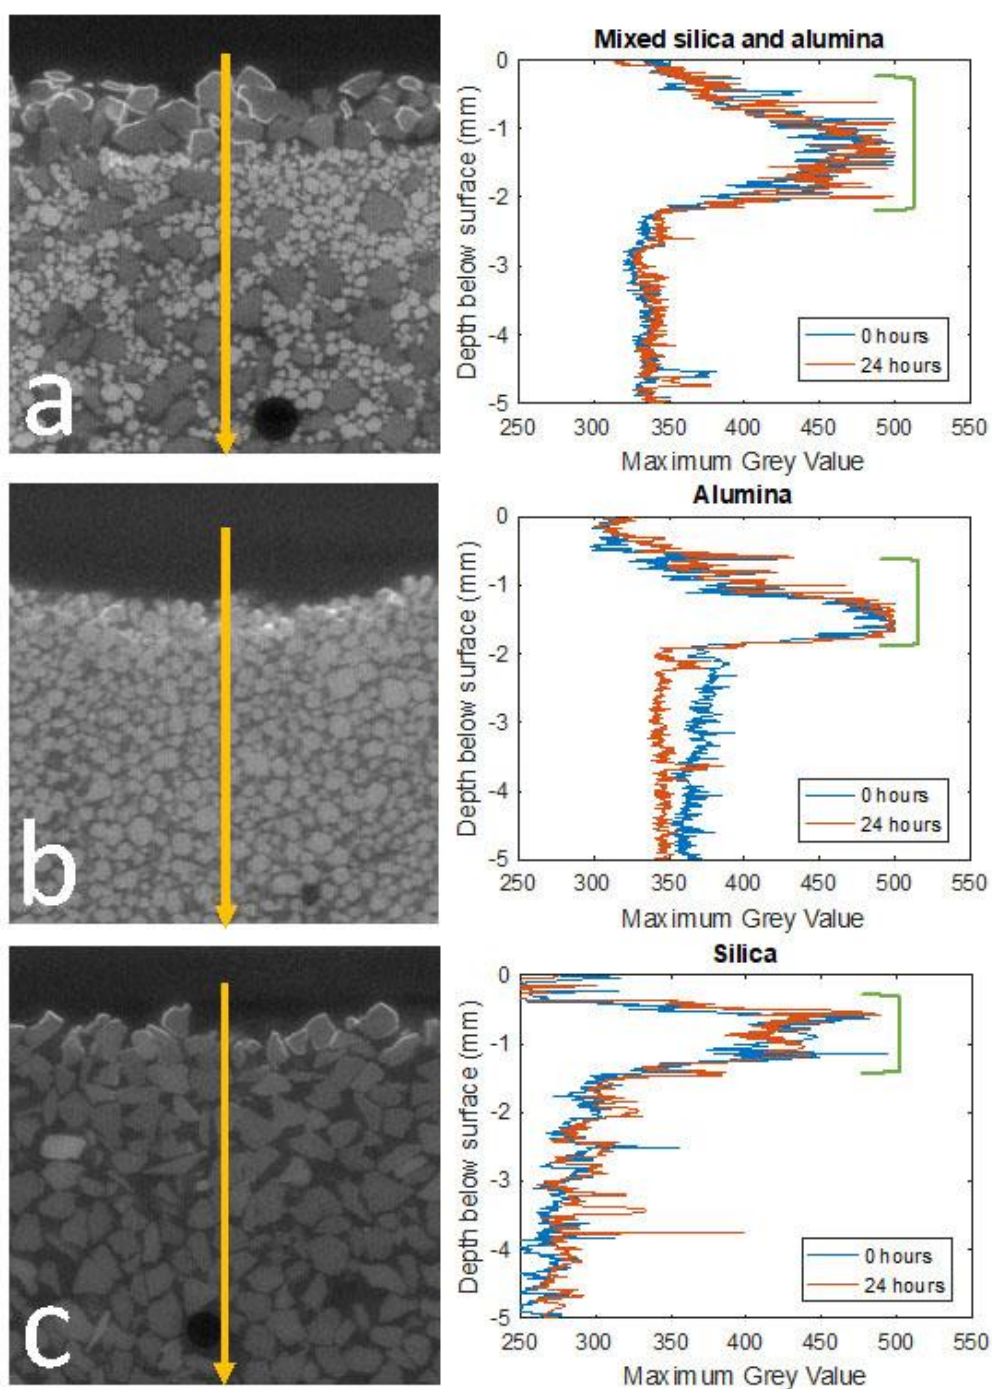 a
Mixed silica and alumina
Depth below surface (mm)
0
-1
-2
-3
-4
-5
0 hours
24 hours
250 300 350 400 450 500 550
Maximum Grey Value
b
Alumina
Depth below surface (mm)
0
-1
-2
-3
-4
-5
0 hours
24 hours
250 300 350 400 450 500 550
Maximum Grey Value
c
Silica
Depth below surface (mm)
0
-1
-2
-3
-4
-5
0 hours
24 hours
250 300 350 400 450 500 550
Maximum Grey Value